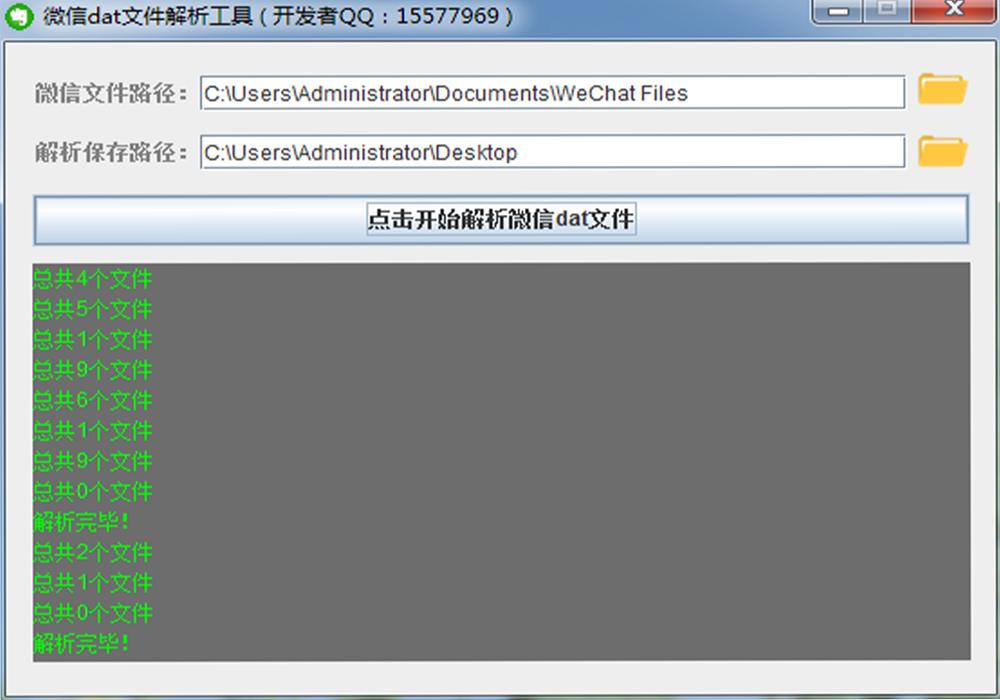 微信dat文件解析工具 ( 开发者QQ : 15577969 )
微信文件路径: C:\Users\Administrator\Documents\WeChat Files
解析保存路径: C:\Users\Administrator\Desktop
点击开始解析微信dat文件
总共4个文件
总共5个文件
总共1个文件
总共9个文件
总共6个文件
总共1个文件
总共9个文件
总共0个文件
解析完毕!
总共2个文件
总共1个文件
总共0个文件
解析完毕!